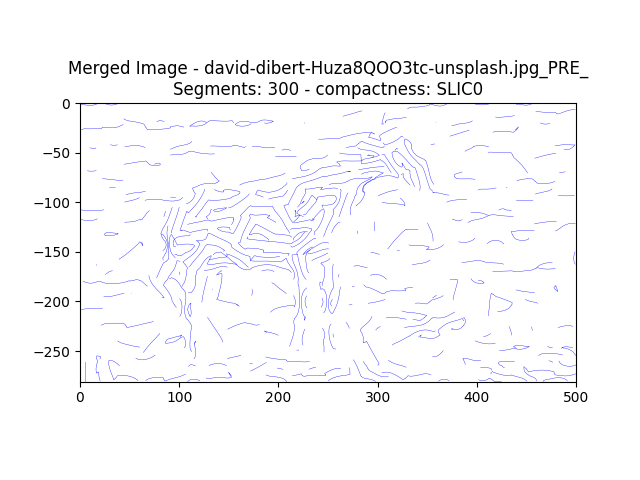 Merged Image - david-dibert-Huza8QOO3tc-unsplash.jpg_PRE_
Segments: 300 - compactness: SLIC0
0
−50
−100
−150
−200
−250
0 100 200 300 400 500